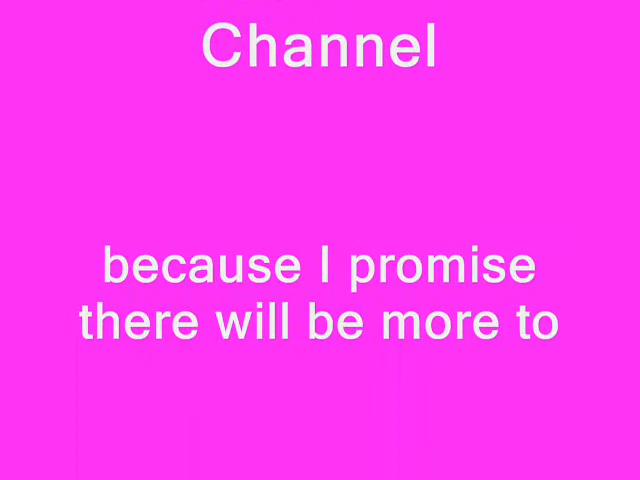 Channel
because I promise
there will be more to